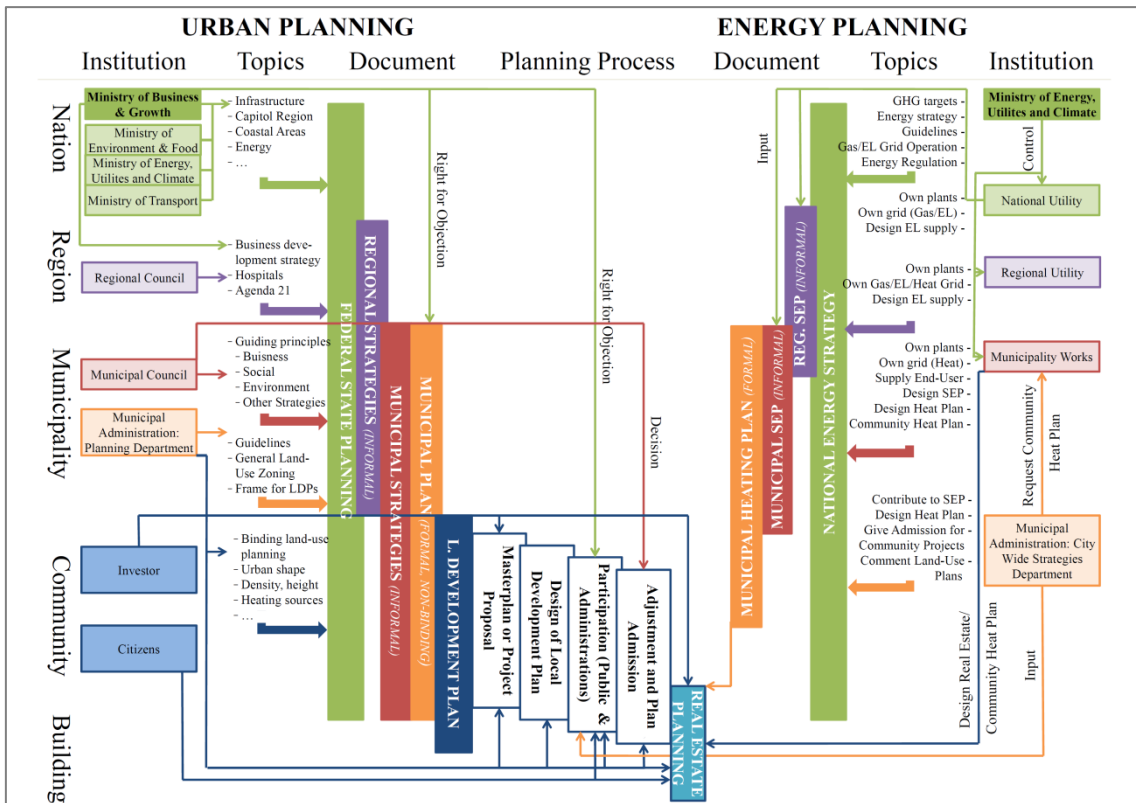 URBAN PLANNING
ENERGY PLANNING
Institution
Topics
Document
Planning Process
Document
Topics
Institution
Nation
Region
Municipality
Community
Building
Ministry of Business
& Growth
Ministry of
Environment & Food
Ministry of Energy,
Utilites and Climate
Ministry of Transport
- Infrastructure
- Capitol Region
- Coastal Areas
- Energy
- ...
Regional Council
- Business deve-
lopment strategy
- Hospitals
- Agenda 21
Municipal Council
- Guiding principles
- Buisness
- Social
- Environment
- Other Strategies
Municipal
Administration:
Planning Department
- Guidelines
- General Land-
Use Zoning
- Frame for LDPs
Investor
Citizens
- Binding land-use
planning
- Urban shape
- Density, height
- Heating sources
- ...
FEDERAL STATE PLANNING
REGIONAL STRATEGIES (INFORMAL)
MUNICIPAL STRATEGIES (INFORMAL)
MUNICIPAL PLAN (FORMAL, NON-BINDING)
L. DEVELOPMENT PLAN
Right for Objection
Right for Objection
Decision
Input
Masterplan or Project
Proposal
Design of Local
Development Plan
Participation (Public &
Administrations)
Adjustment and Plan
Admission
REAL ESTATE
PLANNING
MUNICIPAL HEATING PLAN (FORMAL)
MUNICIPAL SEP (INFORMAL)
REG. SEP (INFORMAL)
NATIONAL ENERGY STRATEGY
GHG targets -
Energy strategy -
Guidelines -
Gas/EL Grid Operation -
Energy Regulation -
Own plants -
Own grid (Gas/EL) -
Design EL supply -
Own plants -
Own Gas/EL/Heat Grid -
Design EL supply -
Own plants -
Own grid (Heat) -
Supply End-User -
Design SEP -
Design Heat Plan -
Community Heat Plan -
Contribute to SEP -
Design Heat Plan -
Give Admission for -
Community Projects
Comment Land-Use -
Plans
Ministry of Energy,
Utilites and Climate
Control
National Utility
Regional Utility
Municipality Works
Request Community
Heat Plan
Municipal
Administration: City
Wide Strategies
Department
Design Real Estate/
Community Heat Plan
Input